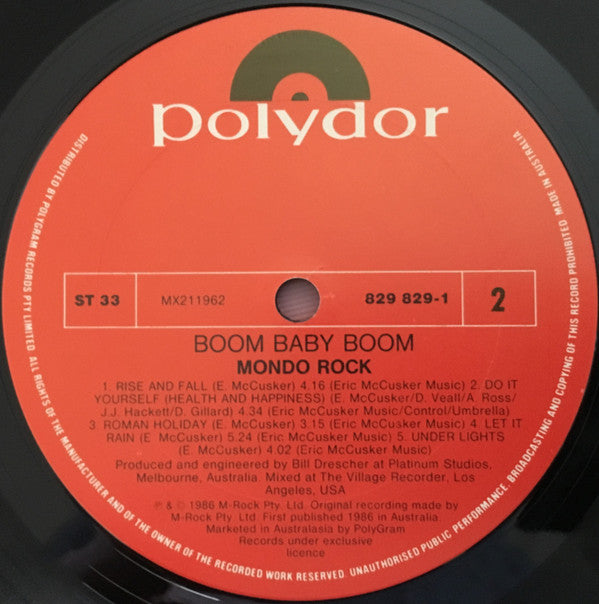 polydor
ST 33
MX211962
829 829-1
2
BOOM BABY BOOM
MONDO ROCK
1. RISE AND FALL (E. McCUSKER) 4.16 (Eric McCusker Music) 2. DO IT
YOURSELF (HEALTH AND HAPPINESS) (E. McCUSKER/D. Veall/A. Ross/
J.J. Hackett/D. Gillard) 4.34 (Eric McCusker Music/Control/Umbrella)
3. ROMAN HOLIDAY (E. McCusker) 3.15 (Eric McCusker Music) 4. LET IT
RAIN (E McCusker) 5.24 (Eric McCusker Music) 5. UNDER LIGHTS
(E. McCusker) 4.02 (Eric McCusker Music)
Produced and engineered by Bill Drescher at Platinum Studios,
Melbourne, Australia. Mixed at The Village Recorder, Los
Angeles, USA
℗ & © 1986 M-Rock Pty. Ltd. Original recording made by
M-Rock Pty. Ltd. First published 1986 in Australia.
Marketed in Australasia by PolyGram
Records under exclusive
licence
DISTRIBUTED BY POLYGRAM RECORDS PTY. LIMITED. ALL RIGHTS OF THE MANUFACTURER AND OF THE OWNER OF THE RECORDED WORK RESERVED. UNAUTHORISED PUBLIC PERFORMANCE, BROADCASTING AND COPYING OF THIS RECORD PROHIBITED. MADE IN AUSTRALIA